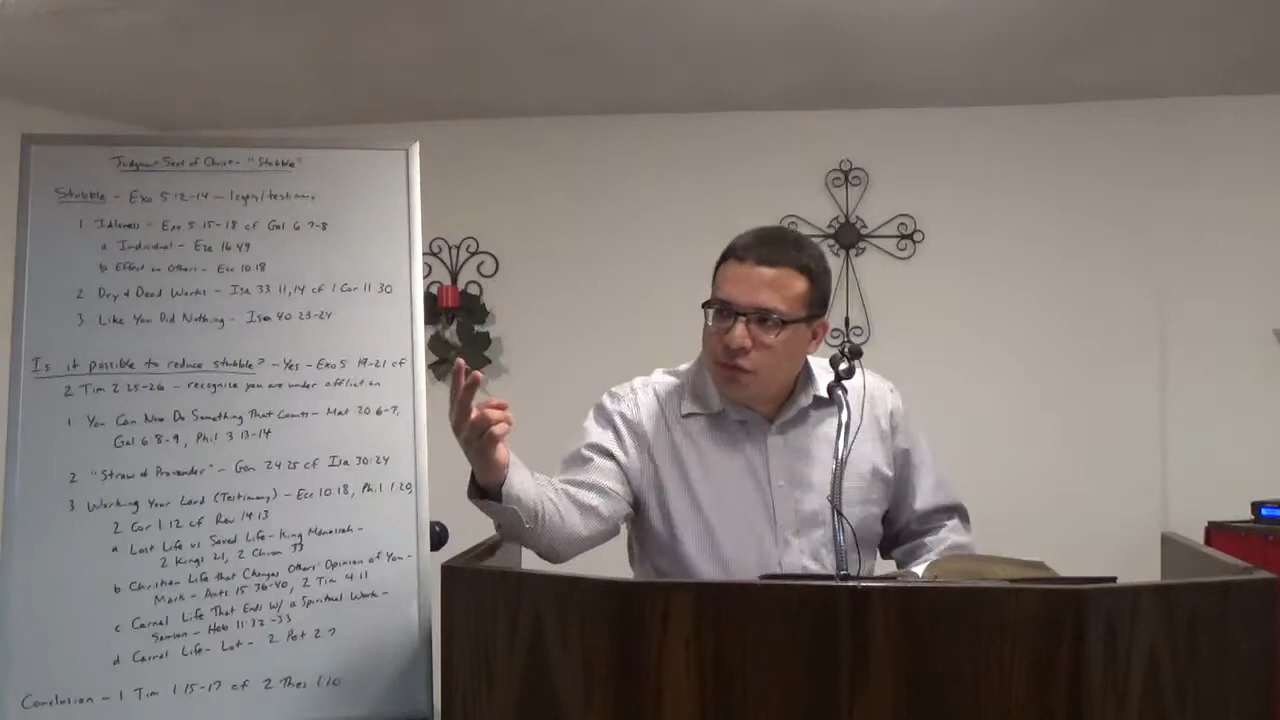 Judgment Seat of Christ - "Stubble"
Stubble - Exo 5 12-14 - legacy/testimony
1 Idleness - Exo 5 15-18 cf Gal 6 7-8
a Individual - Eze 16 49
b Effect on Others - Ecc 10 18
2 Dry & Dead Works - Isa 33 11,14 cf 1 Cor 11 30
3 Like You Did Nothing - Isa 40 23-24
Is it possible to reduce stubble? - Yes - Exo 5 19-21 cf
2 Tim 2 25-26 - recognise you are under affliction
1 You Can Now Do Something That Counts - Mat 20 6-7,
Gal 6 8-9, Phil 3 13-14
2 "Straw & Provender" - Gen 24 25 cf Isa 30:24
3 Working Your Land (Testimony) - Ecc 10:18, Phil 1 20,
2 Cor 1 12 cf Rev 14 13
a Lost Life vs Saved Life - King Manassah -
2 Kings 21, 2 Chron 33
b Christian Life that Changes Others' Opinion of You -
Mark - Acts 15 36-40, 2 Tim 4 11
c Carnal Life That Ends w/ a Spiritual Work -
Samson - Heb 11:32-33
d Carnal Life - Lot - 2 Pet 2 7
Conclusion - 1 Tim 1 15-17 cf 2 Thes 1 10